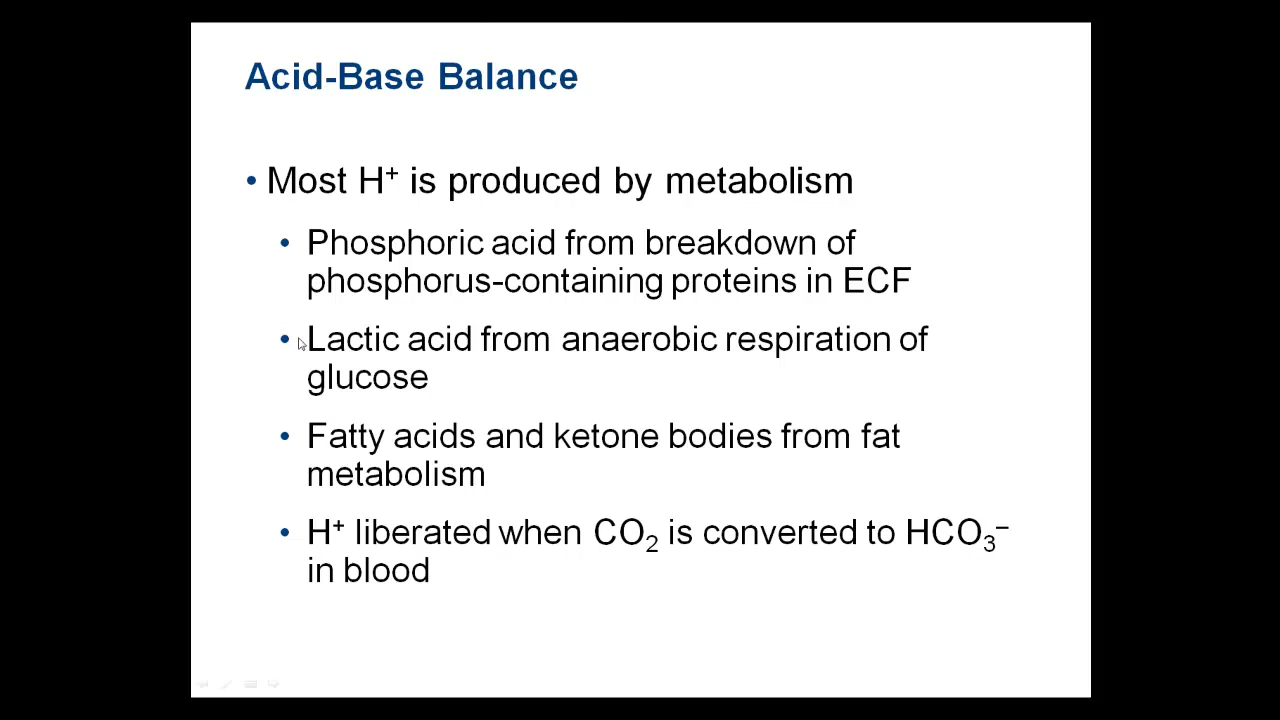 Acid-Base Balance
• Most H⁺ is produced by metabolism
• Phosphoric acid from breakdown of
phosphorus-containing proteins in ECF
• Lactic acid from anaerobic respiration of
glucose
• Fatty acids and ketone bodies from fat
metabolism
• H⁺ liberated when CO₂ is converted to HCO₃⁻
in blood